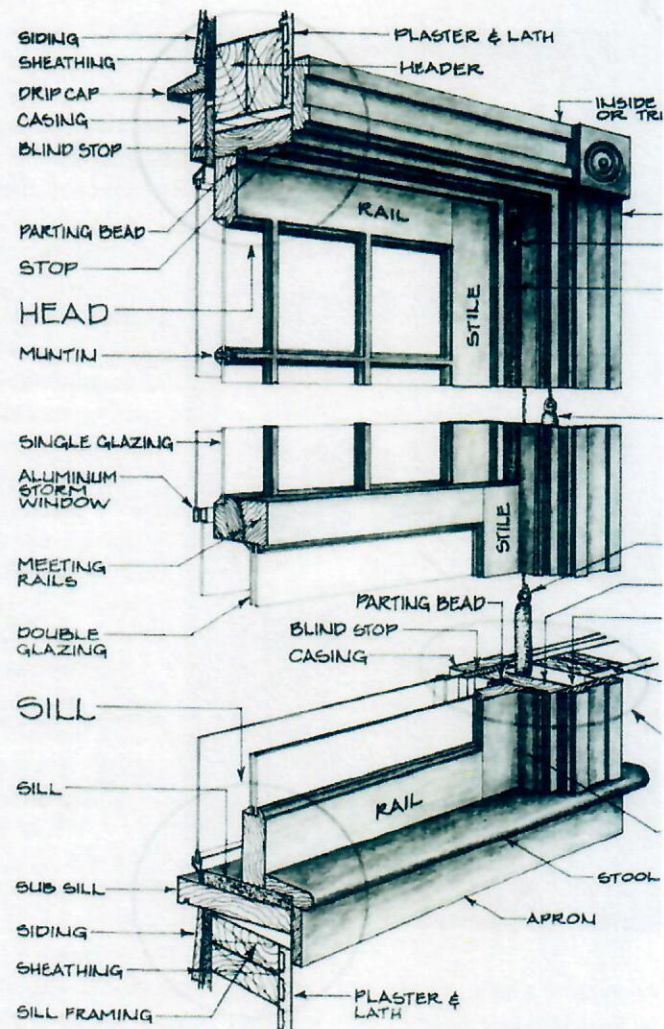 SIDING
PLASTER & LATH
SHEATHING
HEADER
DRIP CAP
CASING
INSIDE
OR TRI
BLIND STOP
RAIL
PARTING BEAD
STOP
STILE
HEAD
MUNTIN
SINGLE GLAZING
ALUMINUM
STORM
WINDOW
STILE
MEETING
RAILS
PARTING BEAD
DOUBLE
GLAZING
BLIND STOP
CASING
SILL
SILL
RAIL
STOOL
SUB SILL
APRON
SIDING
SHEATHING
PLASTER &
LATH
SILL FRAMING